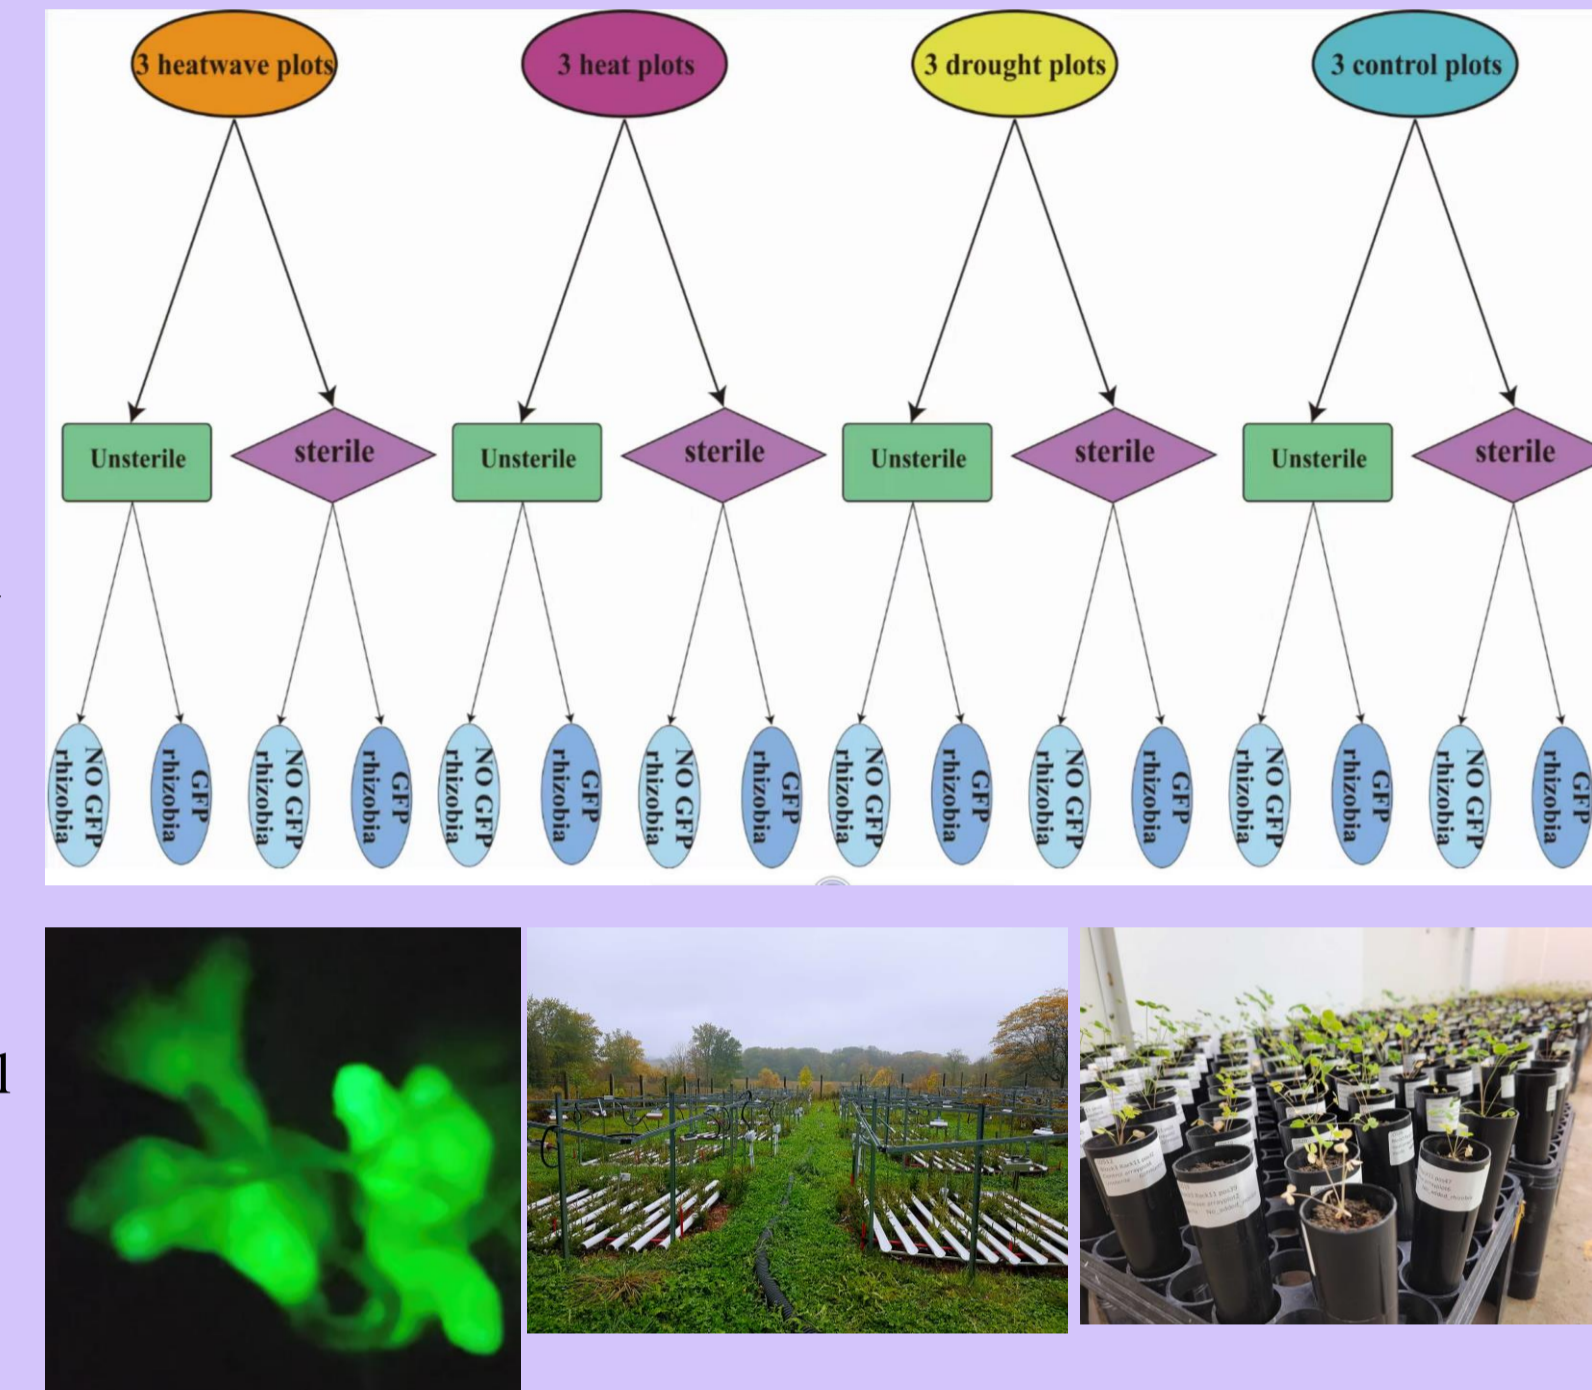 3 heatwave plots
3 heat plots
3 drought plots
3 control plots
Unsterile
sterile
Unsterile
sterile
Unsterile
sterile
Unsterile
sterile
NO GFP
rhizobia
GFP
rhizobia
NO GFP
rhizobia
GFP
rhizobia
NO GFP
rhizobia
GFP
rhizobia
NO GFP
rhizobia
GFP
rhizobia
NO GFP
rhizobia
GFP
rhizobia
NO GFP
rhizobia
GFP
rhizobia
NO GFP
rhizobia
GFP
rhizobia
NO GFP
rhizobia
GFP
rhizobia
l